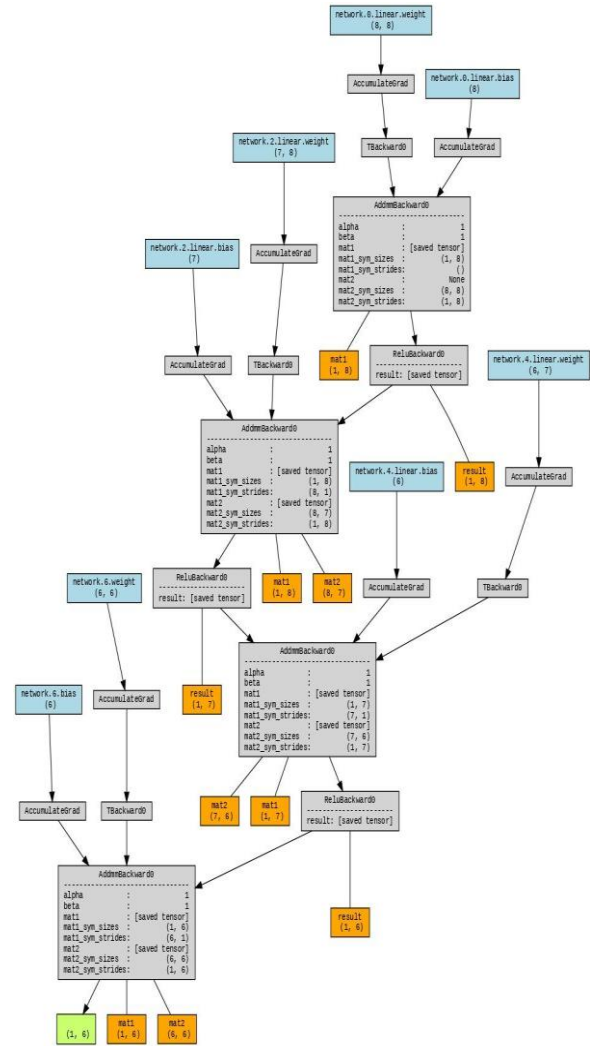 network.0.linear.weight
(8, 8)
AccumulateGrad
network.0.linear.bias
(8)
TBackward0
AccumulateGrad
network.2.linear.weight
(7, 8)
AddmmBackward0
----------------------------------
alpha : 1
beta : 1
mat1 : [saved tensor]
mat1_sym_sizes : (1, 8)
mat1_sym_strides: ()
mat2 : None
mat2_sym_sizes : (8, 8)
mat2_sym_strides: (1, 8)
network.2.linear.bias
(7)
AccumulateGrad
AccumulateGrad
TBackward0
mat1
(1, 8)
ReluBackward0
----------------------
result: [saved tensor]
network.4.linear.weight
(6, 7)
AddmmBackward0
----------------------------------
alpha : 1
beta : 1
mat1 : [saved tensor]
mat1_sym_sizes : (1, 8)
mat1_sym_strides: (8, 1)
mat2 : [saved tensor]
mat2_sym_sizes : (8, 7)
mat2_sym_strides: (1, 8)
network.4.linear.bias
(6)
result
(1, 8)
AccumulateGrad
network.6.weight
(6, 6)
ReluBackward0
----------------------
result: [saved tensor]
mat1
(1, 8)
mat2
(8, 7)
AccumulateGrad
TBackward0
AddmmBackward0
----------------------------------
alpha : 1
beta : 1
mat1 : [saved tensor]
mat1_sym_sizes : (1, 7)
mat1_sym_strides: (7, 1)
mat2 : [saved tensor]
mat2_sym_sizes : (7, 6)
mat2_sym_strides: (1, 7)
network.6.bias
(6)
AccumulateGrad
result
(1, 7)
AccumulateGrad
TBackward0
mat2
(7, 6)
mat1
(1, 7)
ReluBackward0
----------------------
result: [saved tensor]
AddmmBackward0
----------------------------------
alpha : 1
beta : 1
mat1 : [saved tensor]
mat1_sym_sizes : (1, 6)
mat1_sym_strides: (6, 1)
mat2 : [saved tensor]
mat2_sym_sizes : (6, 6)
mat2_sym_strides: (1, 6)
result
(1, 6)
(1, 6)
mat1
(1, 6)
mat2
(6, 6)